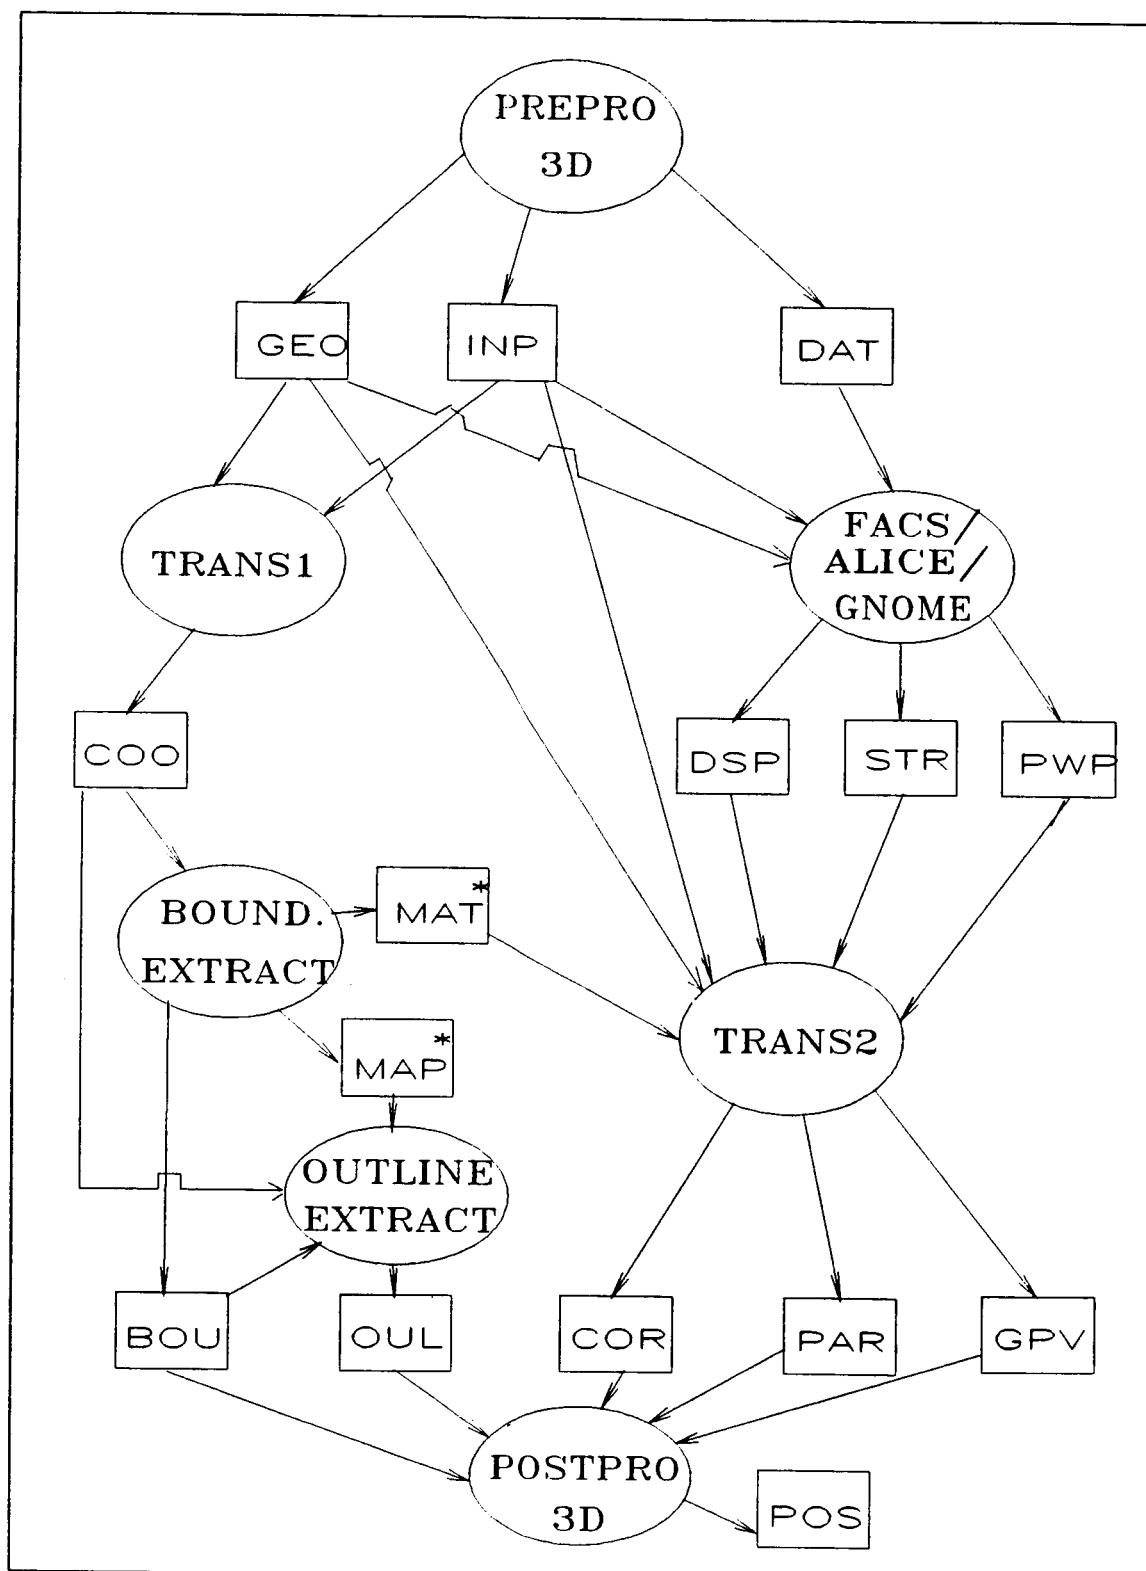 PREPRO
3D
GEO
INP
DAT
TRANS1
FACS/
ALICE/
GNOME
COO
DSP
STR
PWP
BOUND.
EXTRACT
MAT*
MAP*
TRANS2
OUTLINE
EXTRACT
BOU
OUL
COR
PAR
GPV
POSTPRO
3D
POS